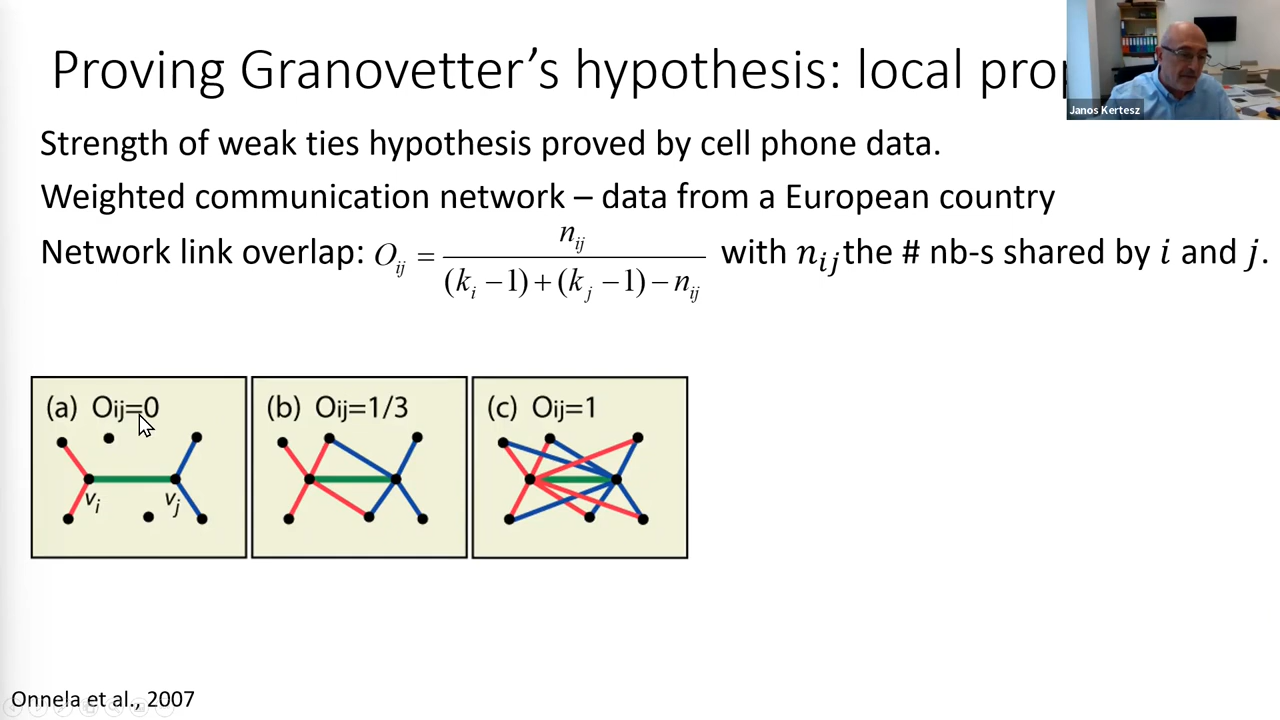 Proving Granovetter's hypothesis: local prop
Janos Kertesz
Strength of weak ties hypothesis proved by cell phone data.
Weighted communication network – data from a European country
Network link overlap: O_ij = n_ij / ((k_i −1)+(k_j −1)−n_ij) with n_ij the # nb-s shared by i and j.
(a) Oij=0 (b) Oij=1/3 (c) Oij=1
v_i v_j
Onnela et al., 2007